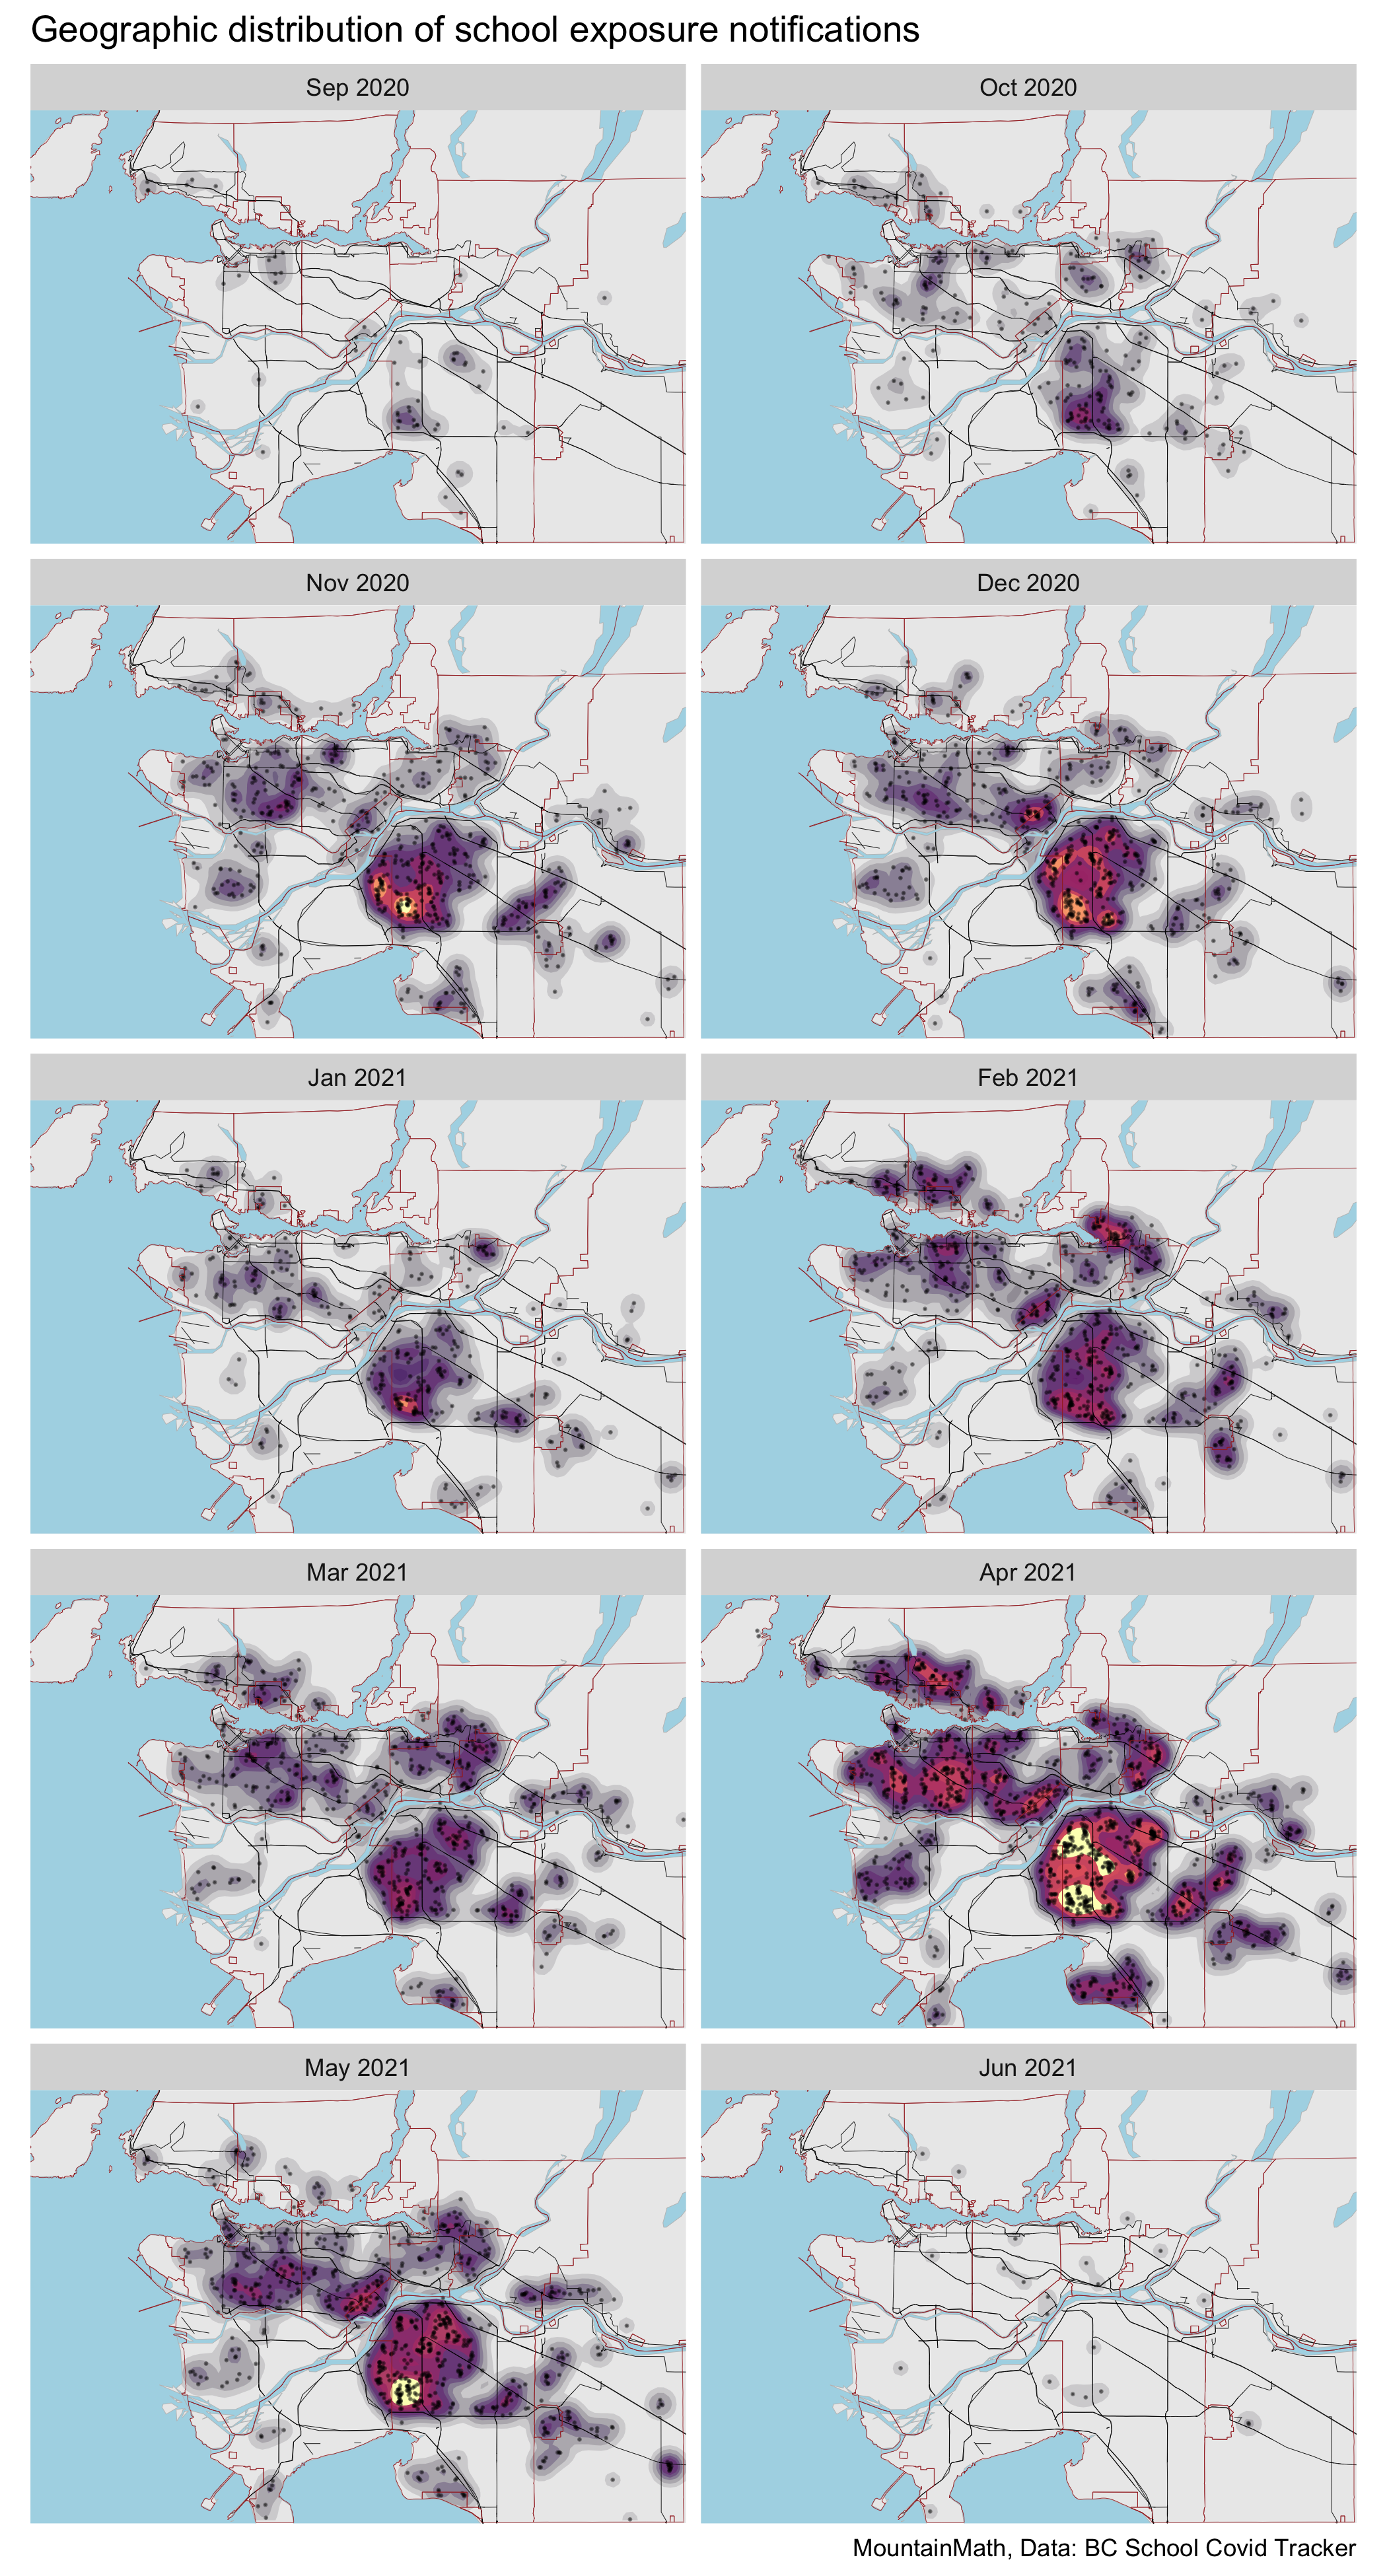 Geographic distribution of school exposure notifications
Sep 2020
Oct 2020
Nov 2020
Dec 2020
Jan 2021
Feb 2021
Mar 2021
Apr 2021
May 2021
Jun 2021
MountainMath, Data: BC School Covid Tracker